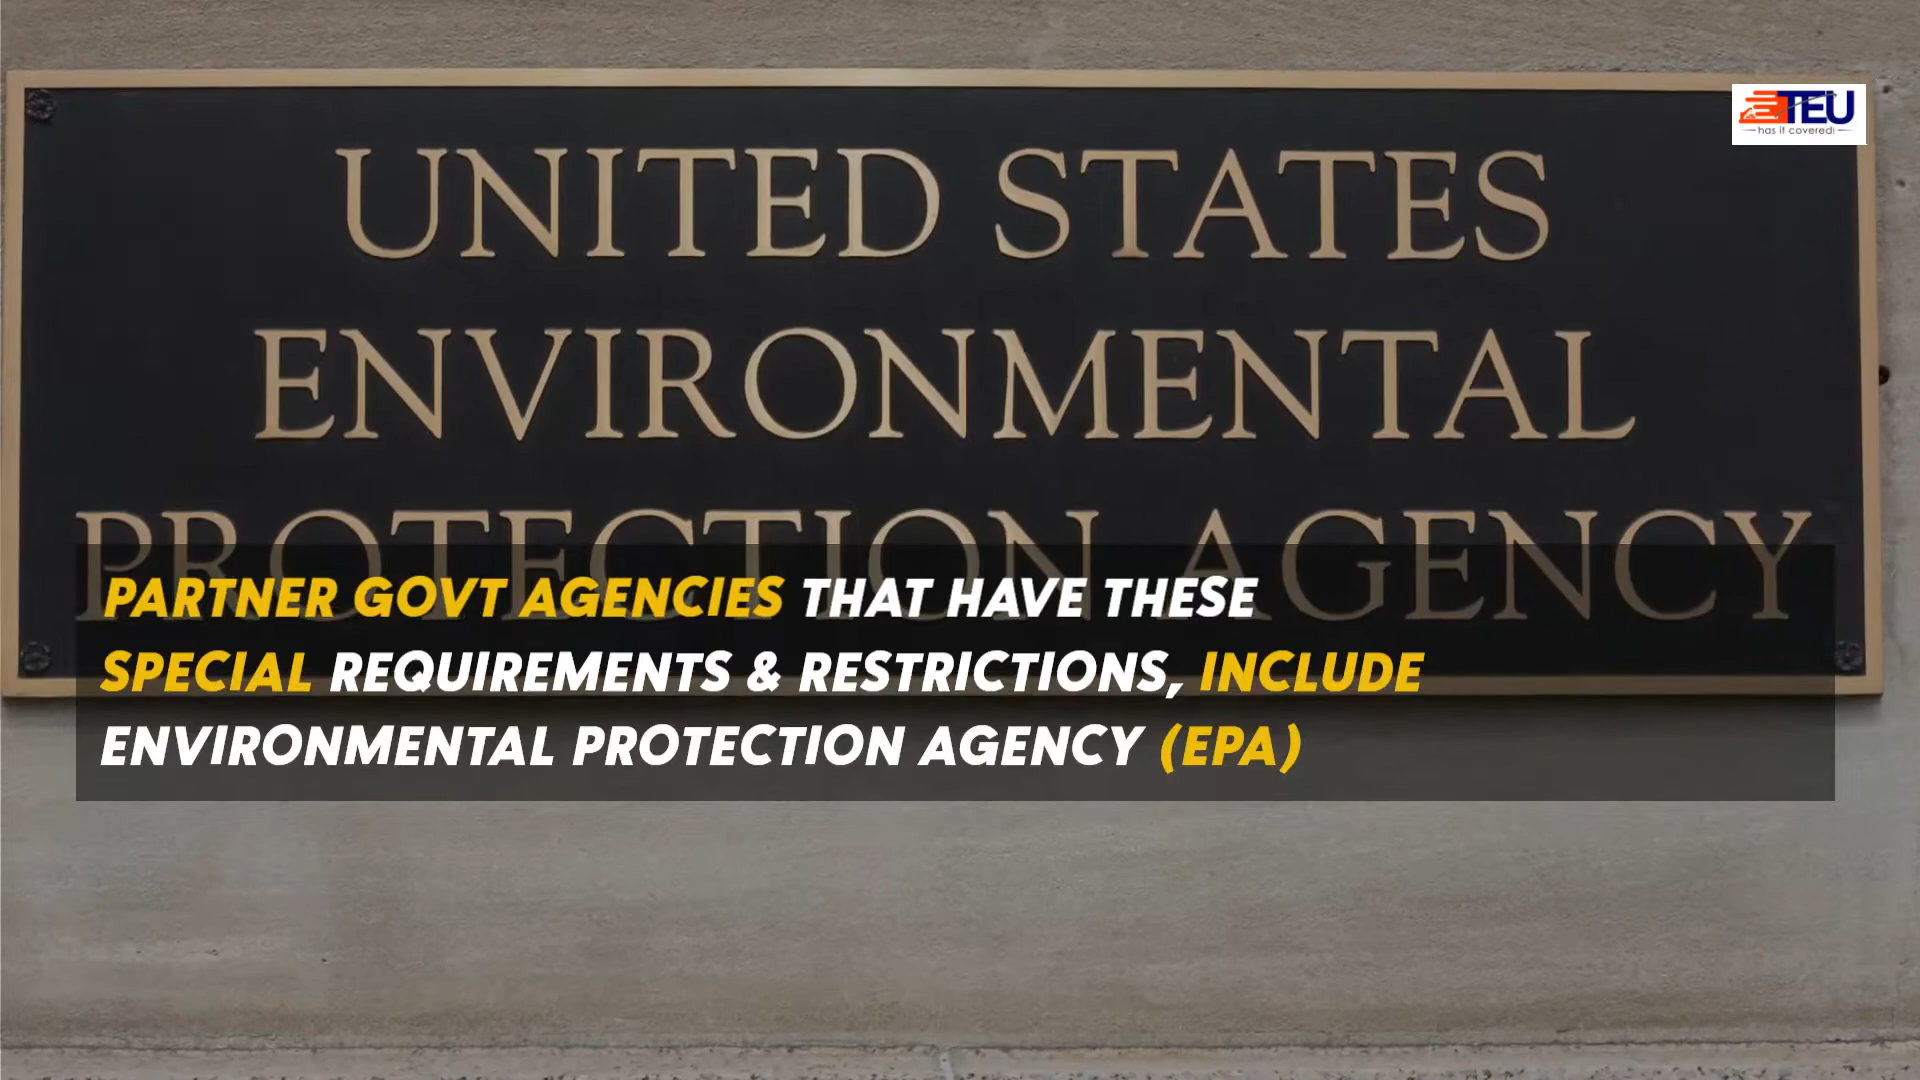 TEU
has it covered!
UNITED STATES
ENVIRONMENTAL
PROTECTION AGENCY
PARTNER GOVT AGENCIES THAT HAVE THESE
SPECIAL REQUIREMENTS & RESTRICTIONS, INCLUDE
ENVIRONMENTAL PROTECTION AGENCY (EPA)